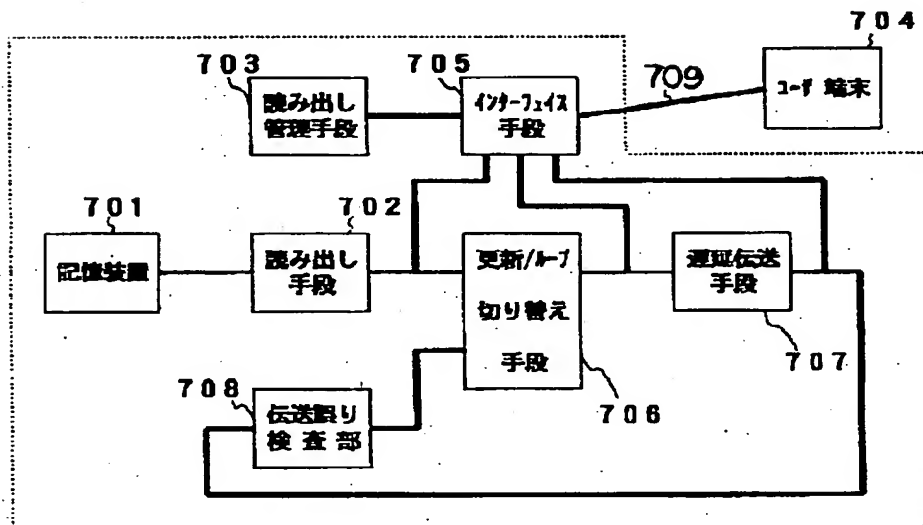 704
703
705
709
ユーザ 端末
読み出し
管理手段
インターフェイス
手段
701
702
記憶装置
読み出し
手段
更新/ループ
切り替え
手段
遅延伝送
手段
707
708
706
伝送誤り
検査部